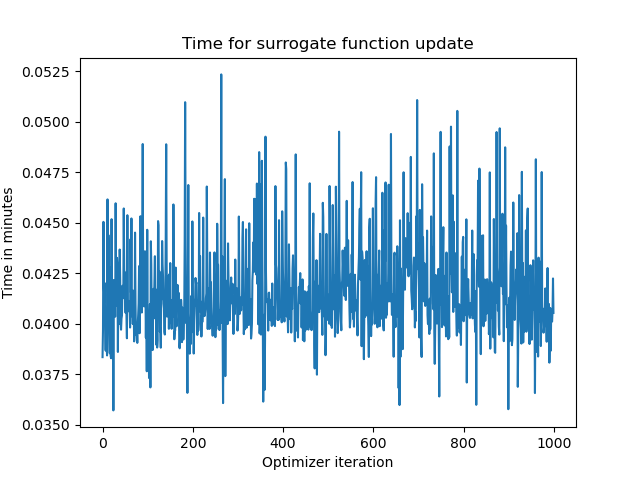 Time for surrogate function update
0.0525
0.0500
0.0475
0.0450
0.0425
0.0400
0.0375
0.0350
Time in minutes
0 200 400 600 800 1000
Optimizer iteration